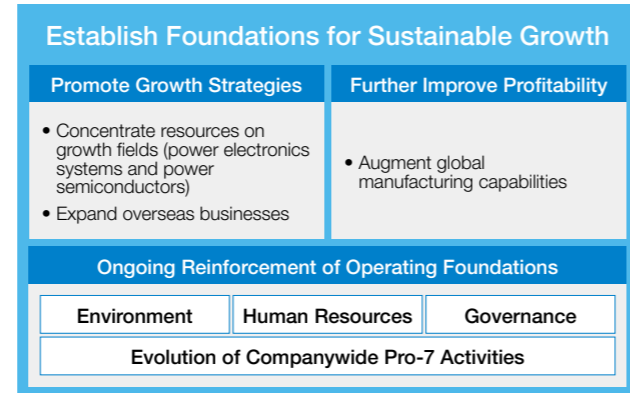 Establish Foundations for Sustainable Growth
Promote Growth Strategies
• Concentrate resources on
growth fields (power electronics
systems and power
semiconductors)
• Expand overseas businesses
Further Improve Profitability
• Augment global
manufacturing capabilities
Ongoing Reinforcement of Operating Foundations
Environment
Human Resources
Governance
Evolution of Companywide Pro-7 Activities